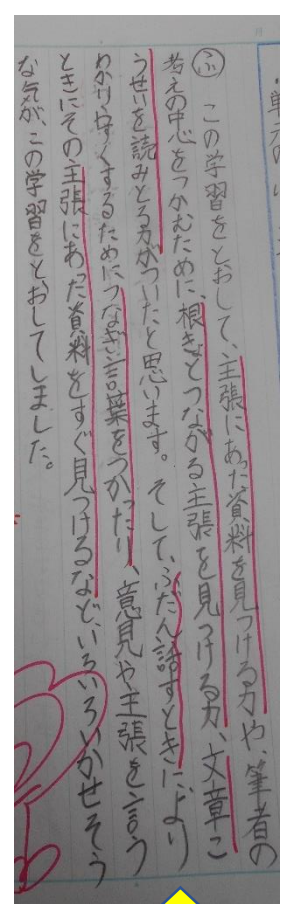 単元の
ふ この学習をとおして、主張にあった資料を見つける力や、筆者の
考えの中心をつかむために、根きょとつながる主張を見つける力、文章こ
うせいを読みとる力がついたと思います。そして、ふだん話すときに、より
わかりやすくするためにつなぎ言葉をつかったり、意見や主張を言う
ときにその主張にあった資料をすぐ見つけるなど、いろいろいかせそう
な気が、この学習をとおしてしました。